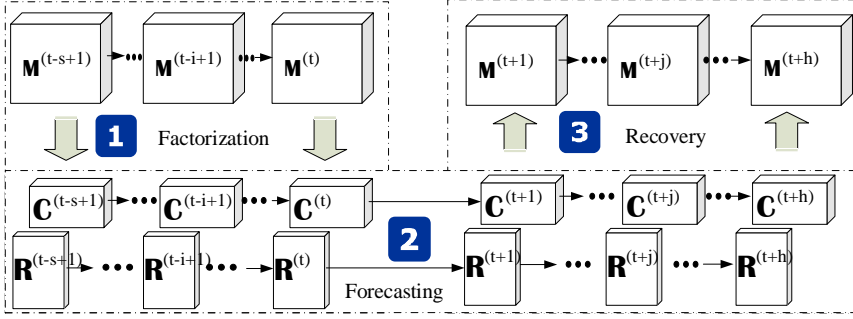 M(t-s+1) ••• M(t-i+1) ••• M(t) M(t+1) ••• M(t+j) ••• M(t+h)
1 Factorization 3 Recovery
C(t-s+1) ••• C(t-i+1) ••• C(t) C(t+1) ••• C(t+j) ••• C(t+h)
2
R(t-s+1) ••• R(t-i+1) ••• R(t) R(t+1) ••• R(t+j) ••• R(t+h)
Forecasting